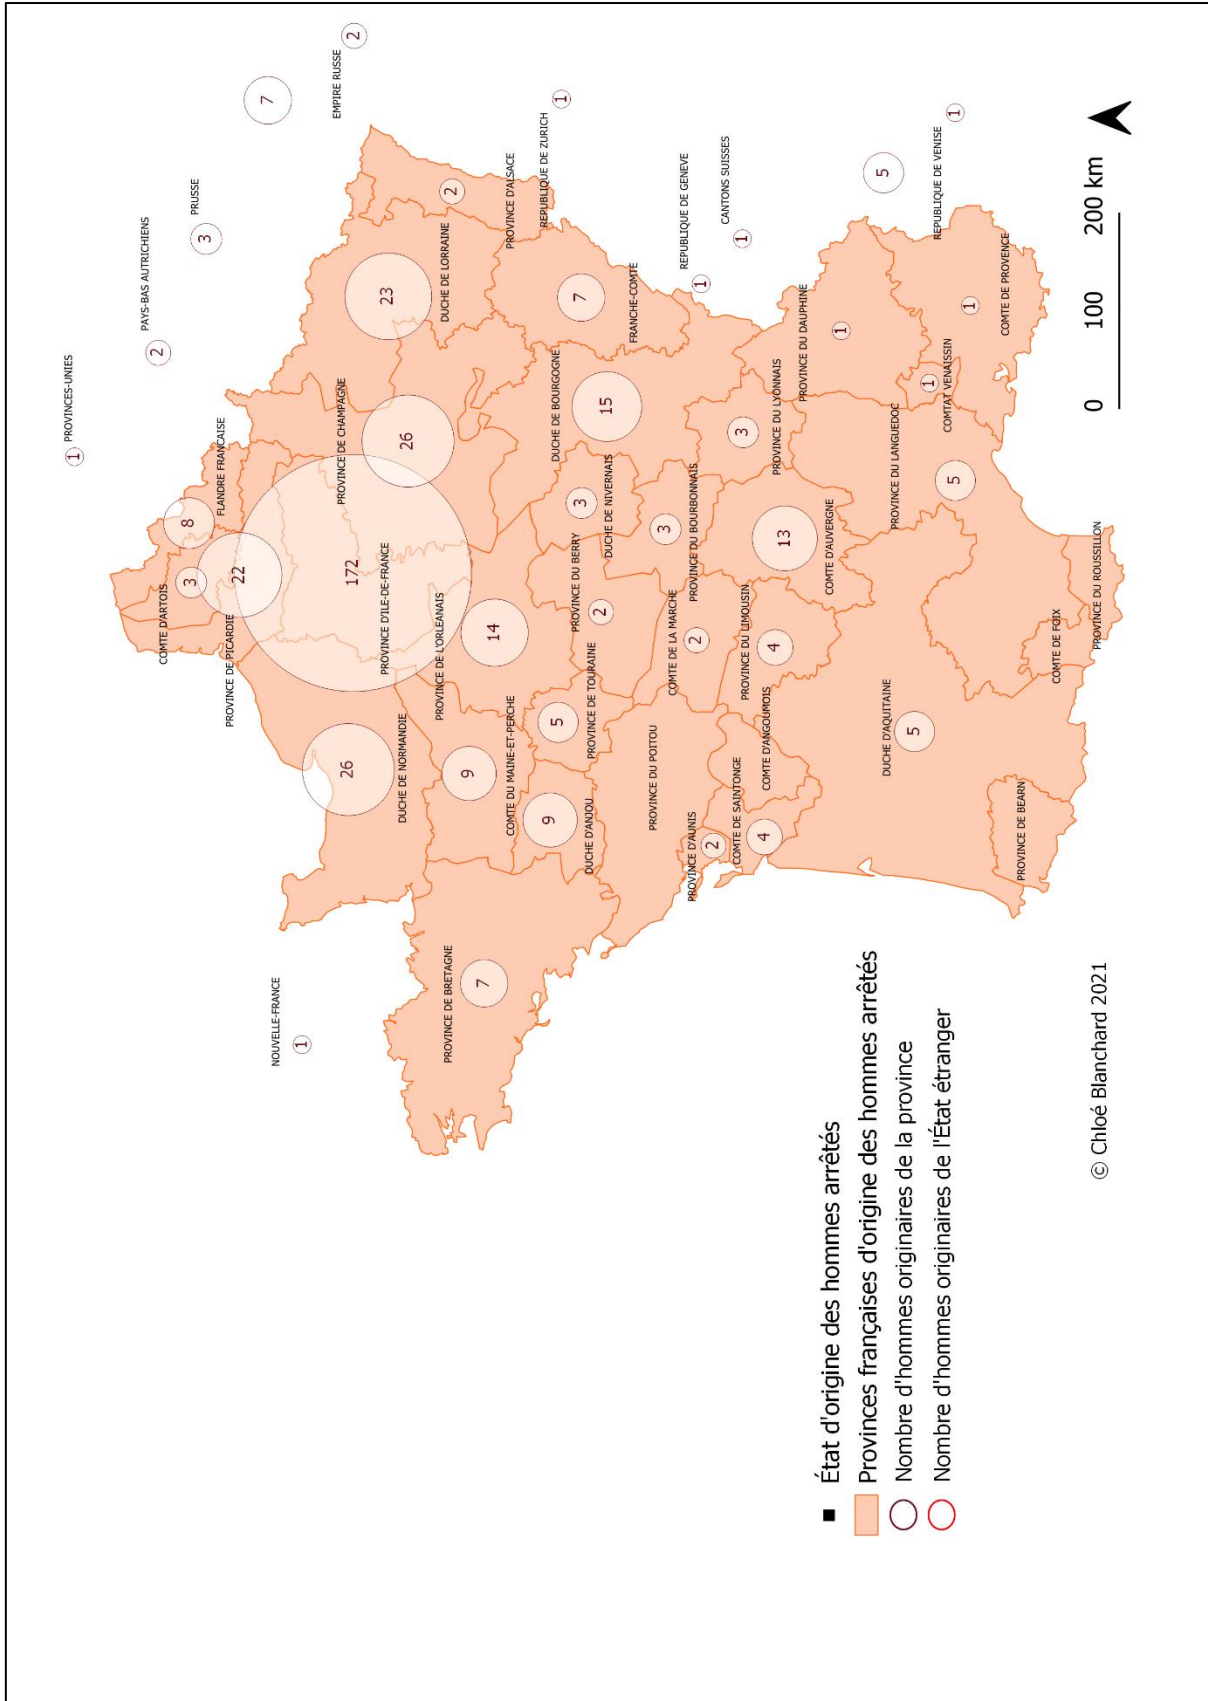 PROVINCES-UNIES
1
PAYS-BAS AUTRICHIENS
2
PRUSSE
3
7
EMPIRE RUSSE
2
NOUVELLE-FRANCE
1
COMTE D'ARTOIS
3
FLANDRE FRANCAISE
8
PROVINCE DE PICARDIE
22
PROVINCE D'ILE-DE-FRANCE
172
PROVINCE DE CHAMPAGNE
26
DUCHE DE LORRAINE
23
PROVINCE D'ALSACE
2
REPUBLIQUE DE ZURICH
1
DUCHE DE NORMANDIE
26
PROVINCE DE BRETAGNE
7
COMTE DU MAINE-ET-PERCHE
9
PROVINCE DE L'ORLEANAIS
14
DUCHE D'ANJOU
9
PROVINCE DE TOURAINE
5
PROVINCE DU BERRY
2
DUCHE DE NIVERNAIS
3
DUCHE DE BOURGOGNE
15
FRANCHE-COMTÉ
7
REPUBLIQUE DE GENEVE
1
CANTONS SUISSES
1
PROVINCE DU POITOU
PROVINCE D'AUNIS
2
COMTE DE SAINTONGE
4
COMTE D'ANGOUMOIS
COMTE DE LA MARCHE
2
PROVINCE DU LIMOUSIN
4
PROVINCE DU BOURBONNAIS
3
COMTE D'AUVERGNE
13
PROVINCE DU LYONNAIS
3
PROVINCE DU DAUPHINE
1
5
REPUBLIQUE DE VENISE
1
DUCHE D'AQUITAINE
5
PROVINCE DU LANGUEDOC
5
COMTAT VENAISSIN
1
COMTE DE PROVENCE
1
PROVINCE DE BEARN
COMTE DE FOIX
PROVINCE DU ROUSSILLON
État d'origine des hommes arrêtés
Provinces françaises d'origine des hommes arrêtés
Nombre d'hommes originaires de la province
Nombre d'hommes originaires de l'État étranger
0 100 200 km
© Chloé Blanchard 2021